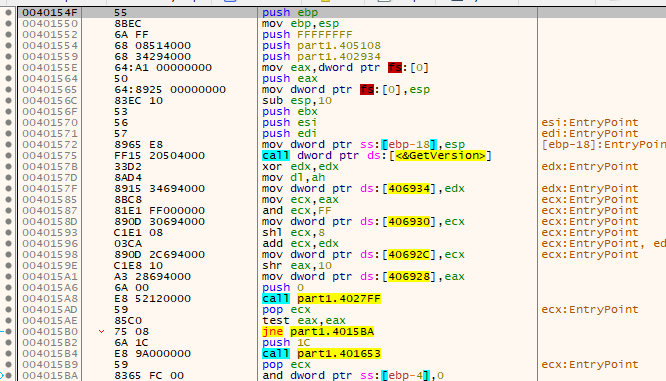 0040154F 55 push ebp
00401550 8BEC mov ebp,esp
00401552 6A FF push FFFFFFFF
00401554 68 08514000 push part1.405108
00401559 68 34294000 push part1.402934
0040155E 64:A1 00000000 mov eax,dword ptr fs:[0]
00401564 50 push eax
00401565 64:8925 00000000 mov dword ptr fs:[0],esp
0040156C 83EC 10 sub esp,10
0040156F 53 push ebx
00401570 56 push esi esi:EntryPoint
00401571 57 push edi edi:EntryPoint
00401572 8965 E8 mov dword ptr ss:[ebp-18],esp [ebp-18]:EntryPoin
00401575 FF15 20504000 call dword ptr ds:[<&GetVersion>]
0040157B 33D2 xor edx,edx edx:EntryPoint
0040157D 8AD4 mov dl,ah
0040157F 8915 34694000 mov dword ptr ds:[406934],edx edx:EntryPoint
00401585 8BC8 mov ecx,eax ecx:EntryPoint
00401587 81E1 FF000000 and ecx,FF ecx:EntryPoint
0040158D 890D 30694000 mov dword ptr ds:[406930],ecx ecx:EntryPoint
00401593 C1E1 08 shl ecx,8 ecx:EntryPoint
00401596 03CA add ecx,edx ecx:EntryPoint, ed
00401598 890D 2C694000 mov dword ptr ds:[40692C],ecx ecx:EntryPoint
0040159E C1E8 10 shr eax,10
004015A1 A3 28694000 mov dword ptr ds:[406928],eax
004015A6 6A 00 push 0
004015A8 E8 52120000 call part1.4027FF
004015AD 59 pop ecx ecx:EntryPoint
004015AE 85C0 test eax,eax
004015B0 75 08 jne part1.4015BA
004015B2 6A 1C push 1C
004015B4 E8 9A000000 call part1.401653
004015B9 59 pop ecx ecx:EntryPoint
004015BA 8365 FC 00 and dword ptr ss:[ebp-4],0